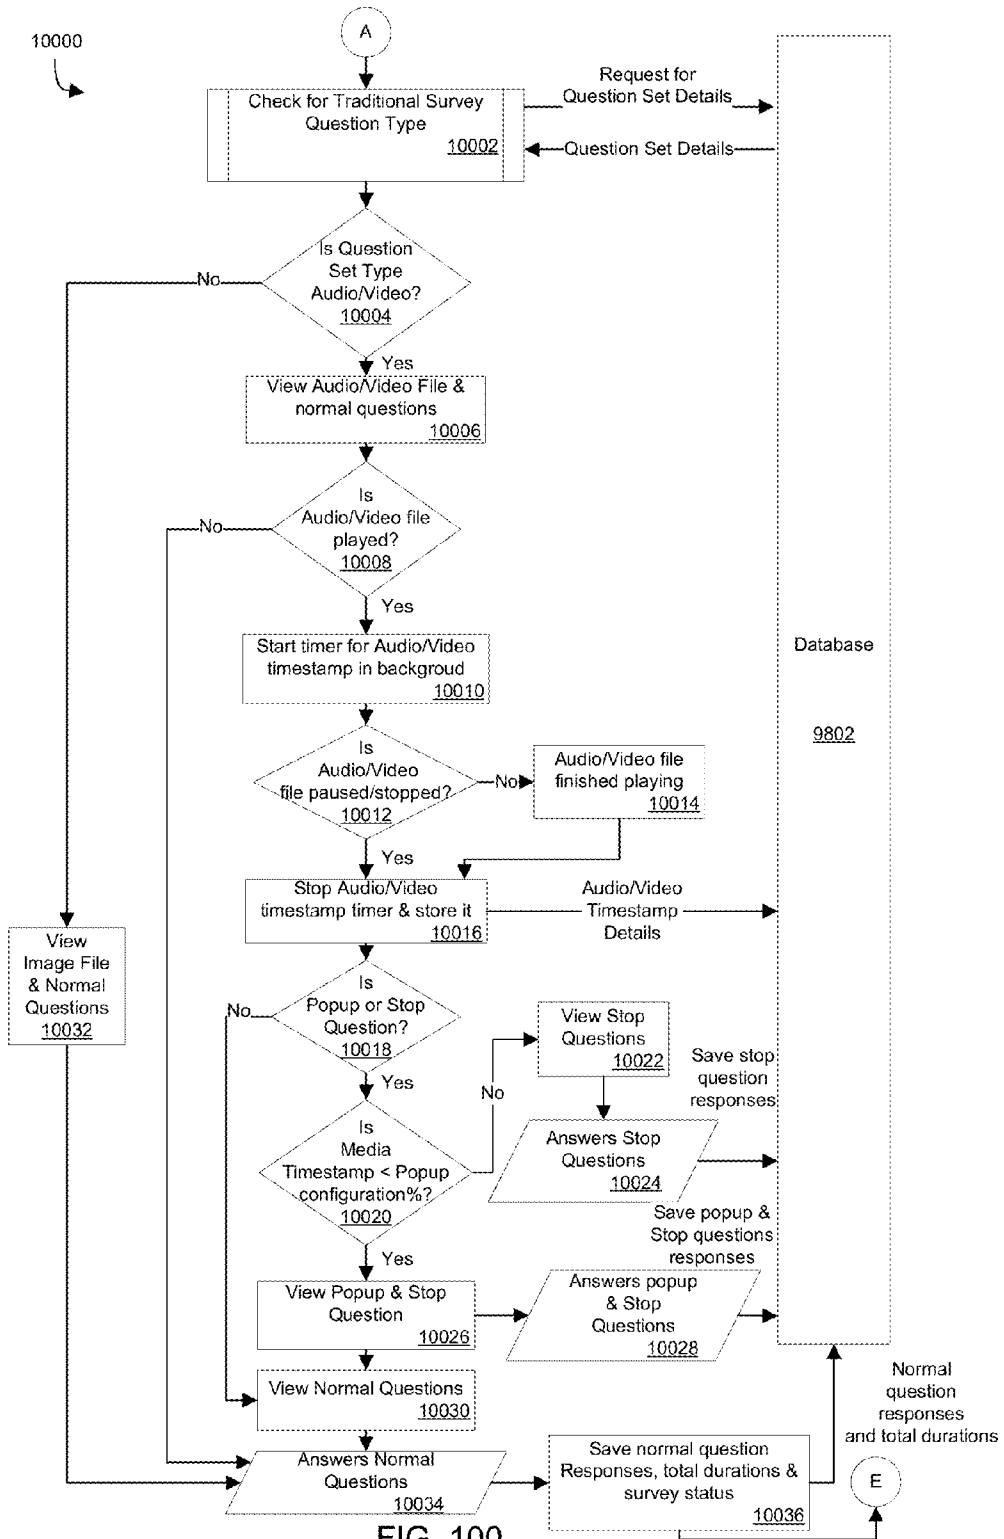 A
10000
Request for
Question Set Details
Check for Traditional Survey
Question Type
10002
Question Set Details
Is Question
Set Type
Audio/Video?
10004
No
Yes
View Audio/Video File &
normal questions
10006
Is
Audio/Video file
played?
10008
No
Yes
Start timer for Audio/Video
timestamp in backgroud
10010
Database
9802
Is
Audio/Video
file paused/stopped?
10012
No
Audio/Video file
finished playing
10014
Yes
Stop Audio/Video
timestamp timer & store it
10016
Audio/Video
Timestamp
Details
View
Image File
& Normal
Questions
10032
Is
Popup or Stop
Question?
10018
No
Yes
View Stop
Questions
10022
Save stop
question
responses
No
Is
Media
Timestamp < Popup
configuration%?
10020
Answers Stop
Questions
10024
Save popup &
Stop questions
responses
Yes
View Popup & Stop
Question
10026
Answers popup
& Stop
Questions
10028
View Normal Questions
10030
Normal
question
responses
and total durations
Answers Normal
Questions
10034
Save normal question
Responses, total durations &
survey status
10036
E
FIG. 100